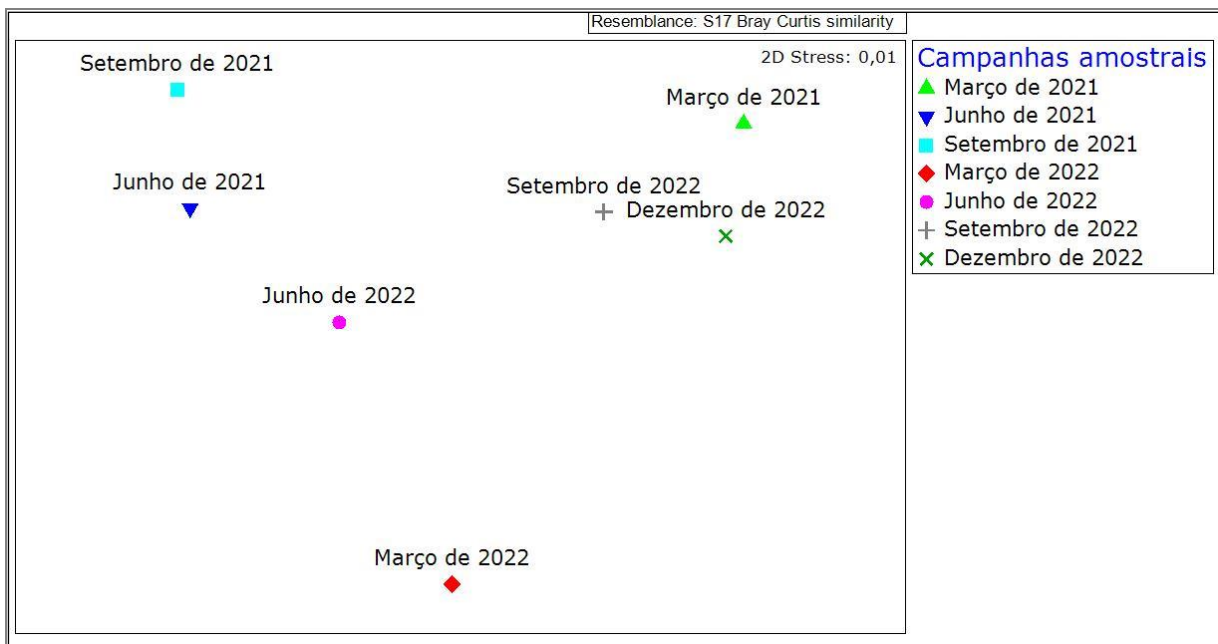 Resemblance: S17 Bray Curtis similarity
2D Stress: 0,01
Setembro de 2021
Março de 2021
Junho de 2021
Setembro de 2022
Dezembro de 2022
Junho de 2022
Março de 2022
Campanhas amostrais
Março de 2021
Junho de 2021
Setembro de 2021
Março de 2022
Junho de 2022
Setembro de 2022
Dezembro de 2022